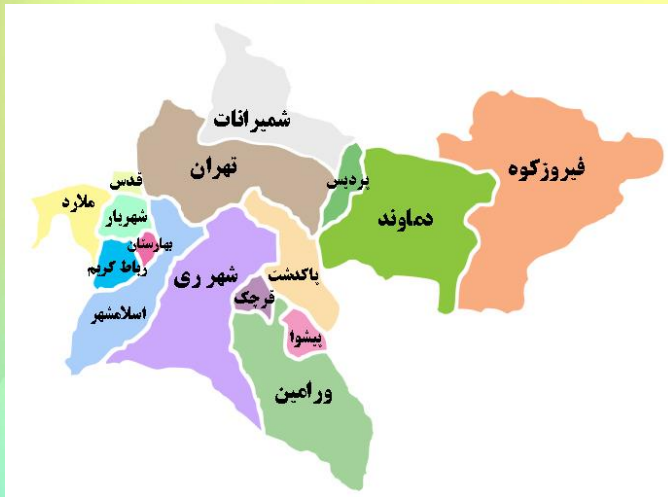 شمیرانات
فیروزکوه
تهران
پردیس
قدس
دماوند
ملارد
شهریار
بهارستان
رباط کریم
شهر ری
پاکدشت
قرچک
اسلامشهر
پیشوا
ورامین